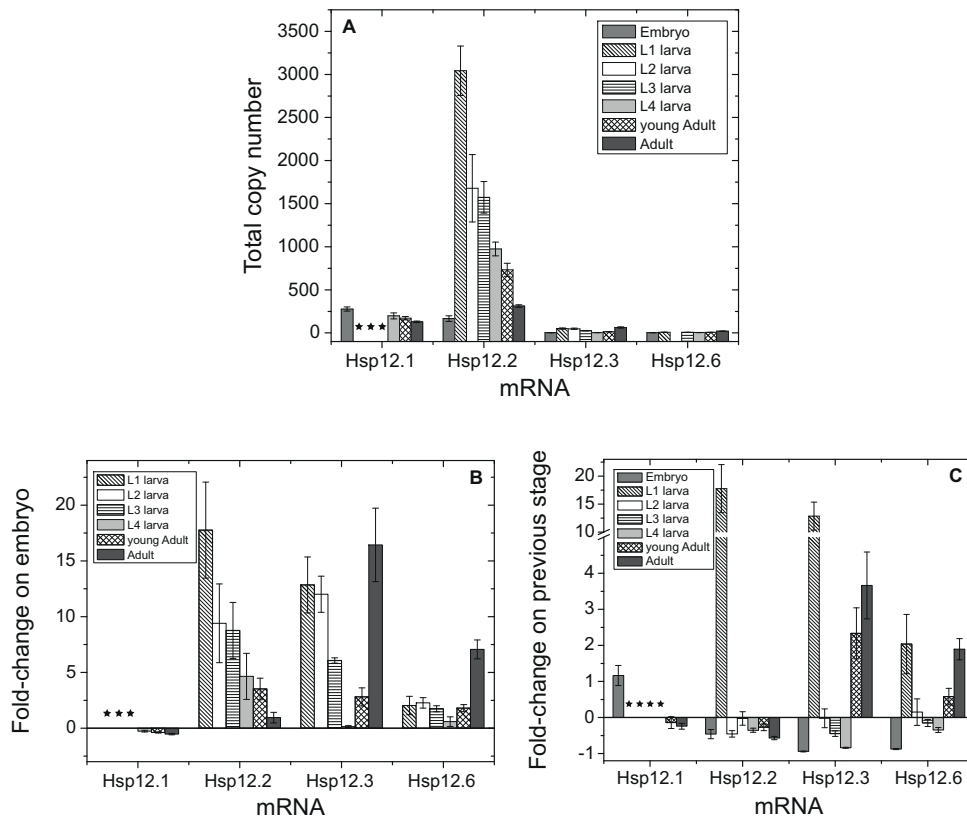 A
Total copy number
3500
3000
2500
2000
1500
1000
500
0
Embryo
L1 larva
L2 larva
L3 larva
L4 larva
young Adult
Adult
★★★
Hsp12.1 Hsp12.2 Hsp12.3 Hsp12.6
mRNA
B
Fold-change on embryo
20
15
10
5
0
L1 larva
L2 larva
L3 larva
L4 larva
young Adult
Adult
★★★
Hsp12.1 Hsp12.2 Hsp12.3 Hsp12.6
mRNA
C
Fold-change on previous stage
20
15
10
5
4
3
2
1
0
-1
Embryo
L1 larva
L2 larva
L3 larva
L4 larva
young Adult
Adult
★★★★
Hsp12.1 Hsp12.2 Hsp12.3 Hsp12.6
mRNA